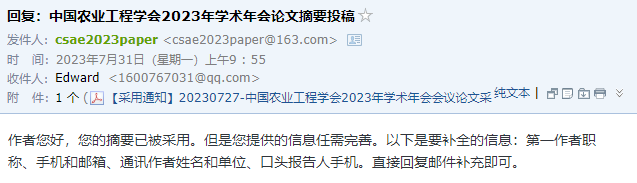 回复：中国农业工程学会2023年学术年会论文摘要投稿☆
发件人：csae2023paper <csae2023paper@163.com>
时　间：2023年7月31日（星期一）上午9：55
收件人：Edward <1600767031@qq.com>
纯文本 |
附　件：1 个（【采用通知】20230727-中国农业工程学会2023年学术年会会议论文采
作者您好，您的摘要已被采用。但是您提供的信息任需完善。以下是要补全的信息：第一作者职
称、手机和邮箱、通讯作者姓名和单位、口头报告人手机。直接回复邮件补充即可。